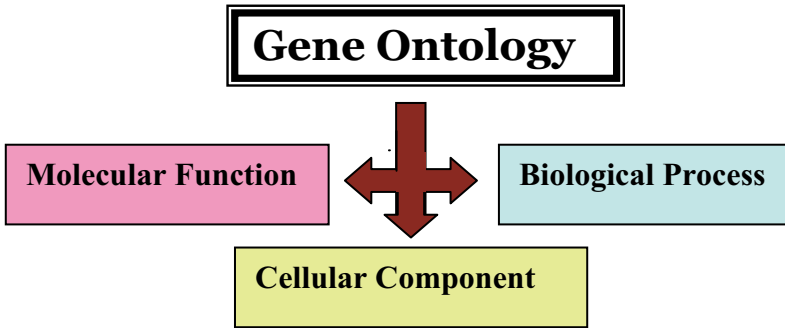 Gene Ontology
Molecular Function
Biological Process
Cellular Component